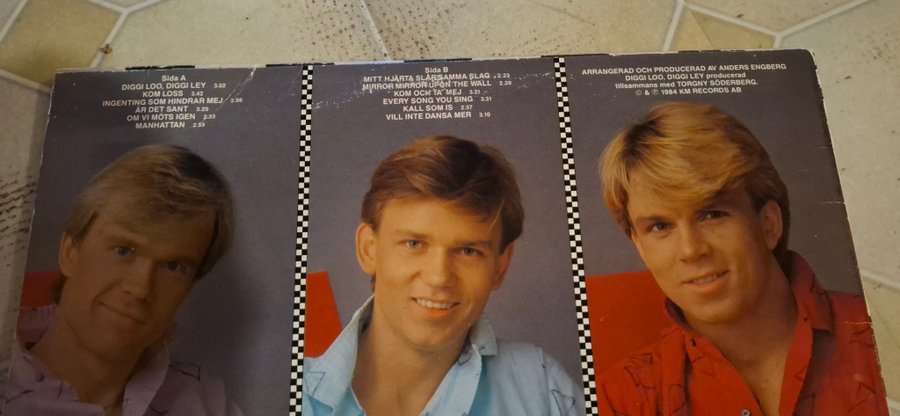 Sida A
DIGGI LOO, DIGGI LEY 3.02
KOM LOSS 3.42
INGENTING SOM HINDRAR MEJ 2.58
ÄR DET SANT 3.29
OM VI MÖTS IGEN 2.33
MANHATTAN 2.55
Sida B
MITT HJÄRTA SLÅR SAMMA SLAG 2.23
MIRROR MIRROR UPON THE WALL 2.39
KOM OCH TA' MEJ 3.31
EVERY SONG YOU SING 3.31
KALL SOM IS 2.57
VILL INTE DANSA MER 3.10
ARRANGERAD OCH PRODUCERAD AV ANDERS ENGBERG
DIGGI LOO, DIGGI LEY producerad
tillsammans med TORGNY SÖDERBERG.
© & ℗ 1984 KM RECORDS AB